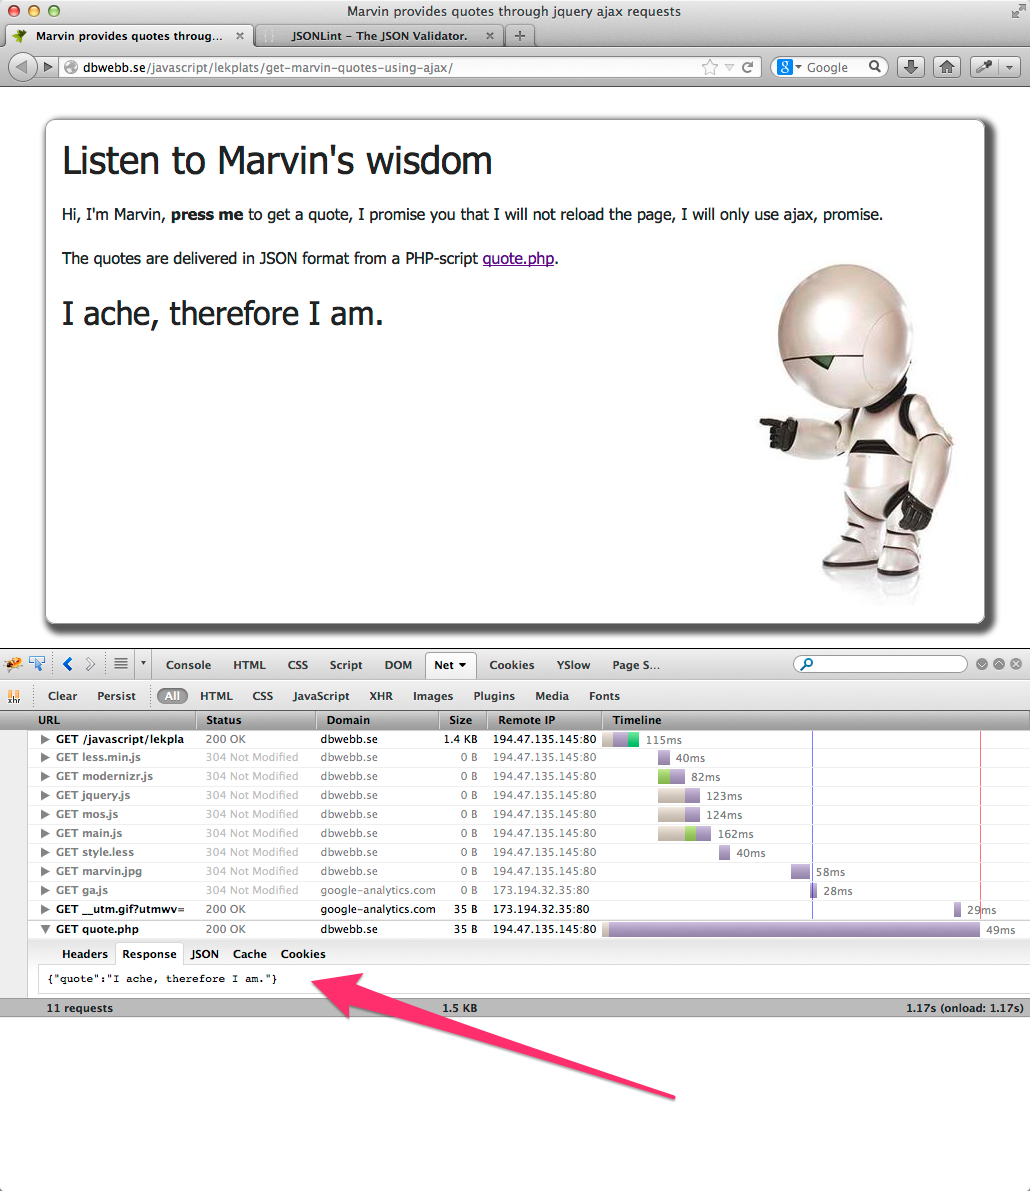 Marvin provides quotes through jquery ajax requests
Marvin provides quotes throug... JSONLint – The JSON Validator.
dbwebb.se/javascript/lekplats/get-marvin-quotes-using-ajax/ 8 Google
Listen to Marvin's wisdom
Hi, I'm Marvin, press me to get a quote, I promise you that I will not reload the page, I will only use ajax, promise.
The quotes are delivered in JSON format from a PHP-script quote.php.
I ache, therefore I am.
Console HTML CSS Script DOM Net Cookies YSlow Page S...
xhr Clear Persist All HTML CSS JavaScript XHR Images Plugins Media Fonts
URL Status Domain Size Remote IP Timeline
GET /javascript/lekpla 200 OK dbwebb.se 1.4 KB 194.47.135.145:80 115ms
GET less.min.js 304 Not Modified dbwebb.se 0 B 194.47.135.145:80 40ms
GET modernizr.js 304 Not Modified dbwebb.se 0 B 194.47.135.145:80 82ms
GET jquery.js 304 Not Modified dbwebb.se 0 B 194.47.135.145:80 123ms
GET mos.js 304 Not Modified dbwebb.se 0 B 194.47.135.145:80 124ms
GET main.js 304 Not Modified dbwebb.se 0 B 194.47.135.145:80 162ms
GET style.less 304 Not Modified dbwebb.se 0 B 194.47.135.145:80 40ms
GET marvin.jpg 304 Not Modified dbwebb.se 0 B 194.47.135.145:80 58ms
GET ga.js 304 Not Modified google-analytics.com 0 B 173.194.32.35:80 28ms
GET __utm.gif?utmwv= 200 OK google-analytics.com 35 B 173.194.32.35:80 29ms
GET quote.php 200 OK dbwebb.se 35 B 194.47.135.145:80 49ms
Headers Response JSON Cache Cookies
{"quote":"I ache, therefore I am."}
11 requests 1.5 KB 1.17s (onload: 1.17s)